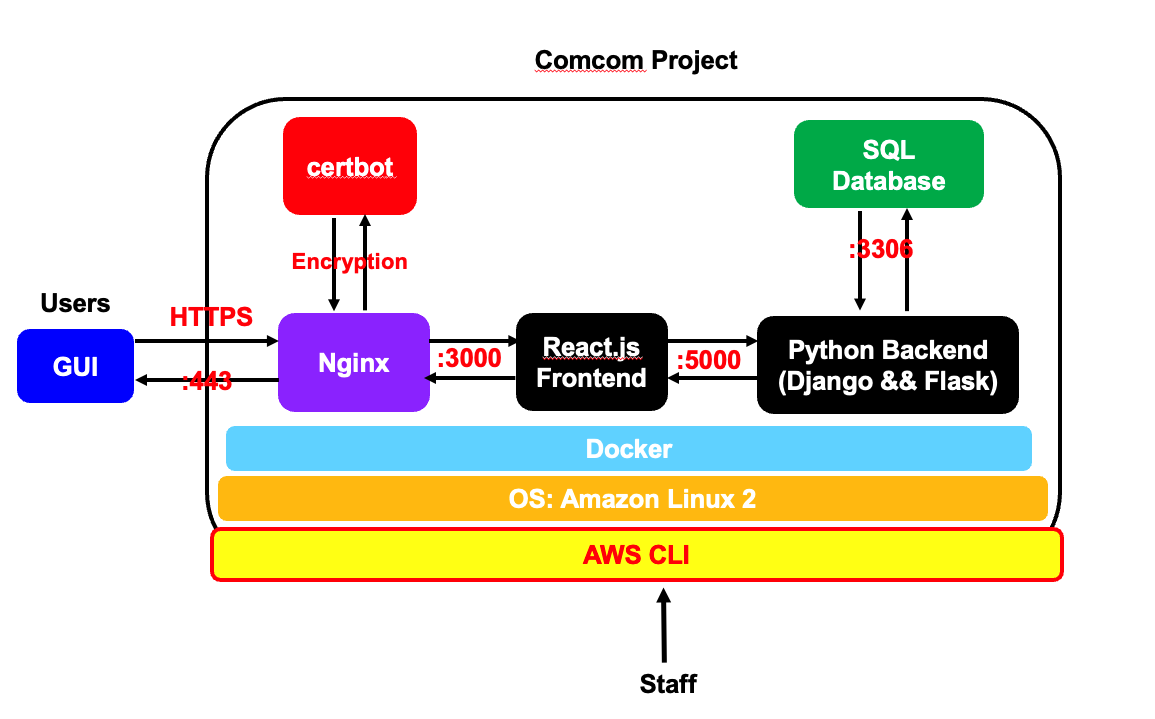 Comcom Project
certbot
SQL
Database
Encryption
:3306
Users
HTTPS
GUI
:443
Nginx
:3000
React.js
Frontend
:5000
Python Backend
(Django && Flask)
Docker
OS: Amazon Linux 2
AWS CLI
Staff